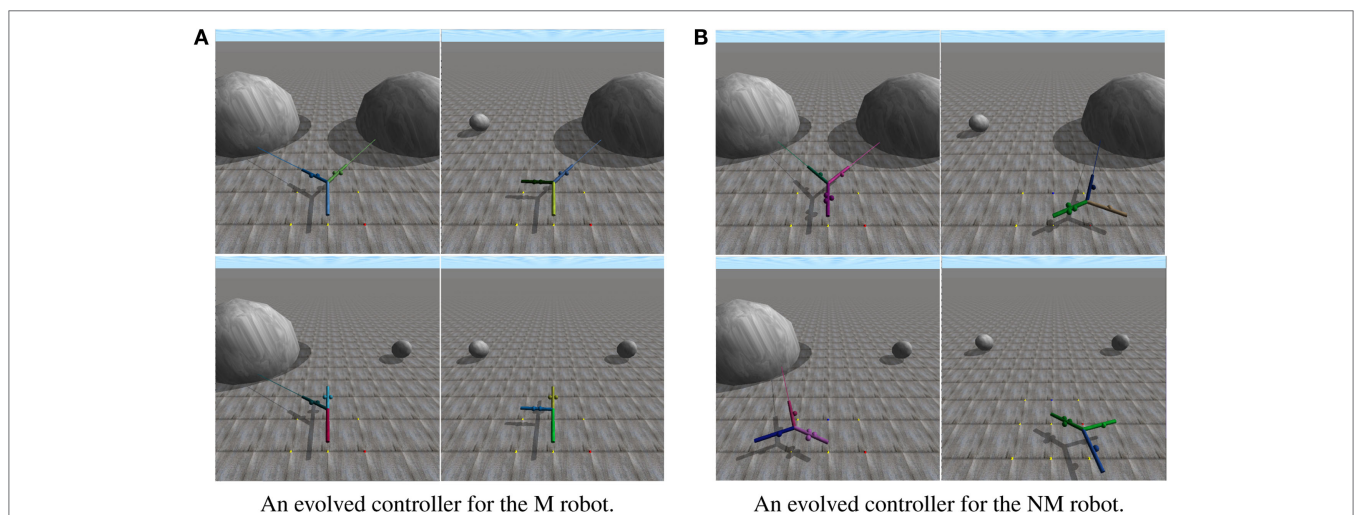 A
B
An evolved controller for the M robot.
An evolved controller for the NM robot.